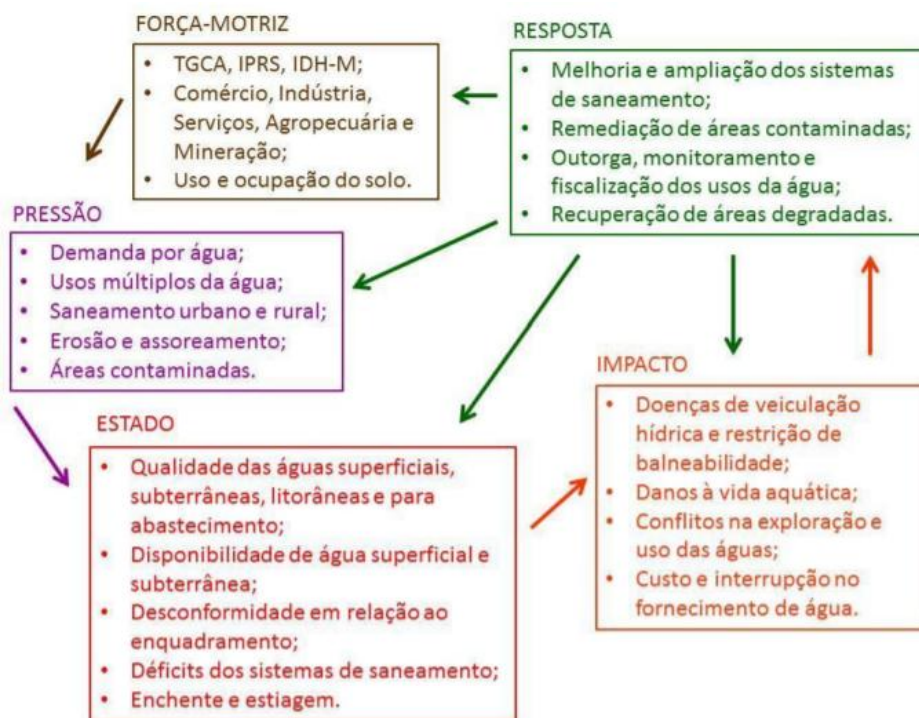 FORÇA-MOTRIZ
• TGCA, IPRS, IDH-M;
• Comércio, Indústria,
Serviços, Agropecuária e
Mineração;
• Uso e ocupação do solo.
RESPOSTA
• Melhoria e ampliação dos sistemas
de saneamento;
• Remediação de áreas contaminadas;
• Outorga, monitoramento e
fiscalização dos usos da água;
• Recuperação de áreas degradadas.
PRESSÃO
• Demanda por água;
• Usos múltiplos da água;
• Saneamento urbano e rural;
• Erosão e assoreamento;
• Áreas contaminadas.
ESTADO
• Qualidade das águas superficiais,
subterrâneas, litorâneas e para
abastecimento;
• Disponibilidade de água superficial e
subterrânea;
• Desconformidade em relação ao
enquadramento;
• Déficits dos sistemas de saneamento;
• Enchente e estiagem.
IMPACTO
• Doenças de veiculação
hídrica e restrição de
balneabilidade;
• Danos à vida aquática;
• Conflitos na exploração e
uso das águas;
• Custo e interrupção no
fornecimento de água.